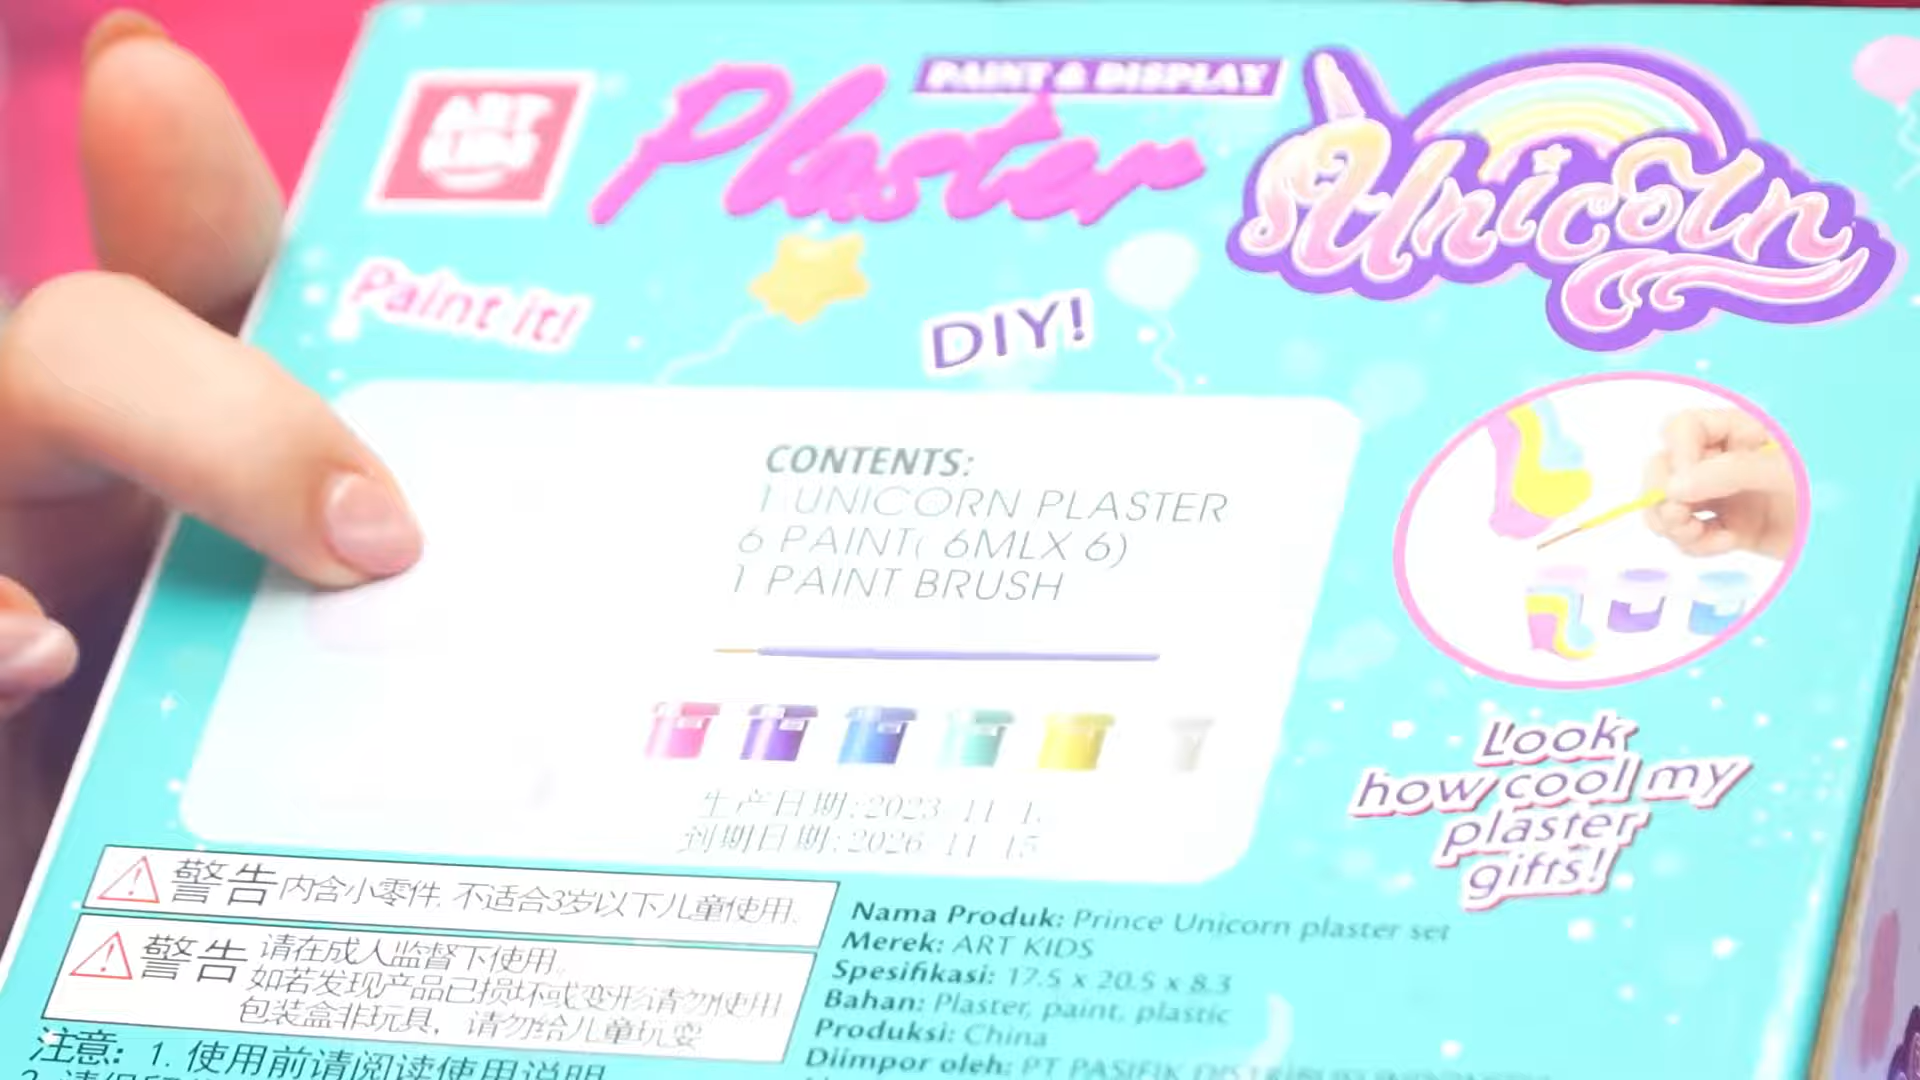 ART KIDS
PAINT & DISPLAY
Plaster
Unicorn
Paint it!
DIY!
CONTENTS:
1 UNICORN PLASTER
6 PAINT( 6MLX 6)
1 PAINT BRUSH
生产日期:2023 11
到期日期:2026 11 15
Look
how cool my
plaster
gifts!
警告 内含小零件, 不适合3岁以下儿童使用.
警告 请在成人监督下使用,
如若发现产品已损坏或变形请勿使用
包装盒非玩具, 请勿给儿童玩耍
注意: 1. 使用前请阅读使用说明
Nama Produk: Prince Unicorn plaster set
Merek: ART KIDS
Spesifikasi: 17.5 x 20.5 x 8.3
Bahan: Plaster, paint, plastic
Produksi: China
Diimpor oleh: PT PASIFIK